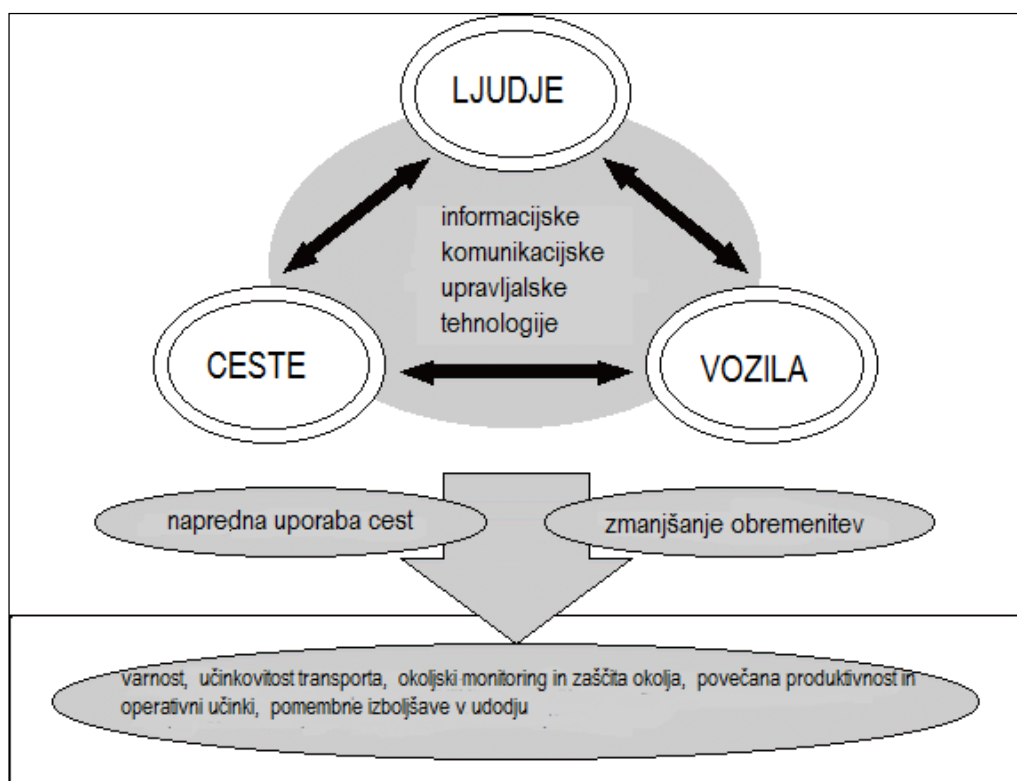 LJUDJE
informacijske
komunikacijske
upravljalske
tehnologije
CESTE
VOZILA
napredna uporaba cest
zmanjšanje obremenitev
varnost, učinkovitost transporta, okoljski monitoring in zaščita okolja, povečana produktivnost in
operativni učinki, pomembne izboljšave v udodju